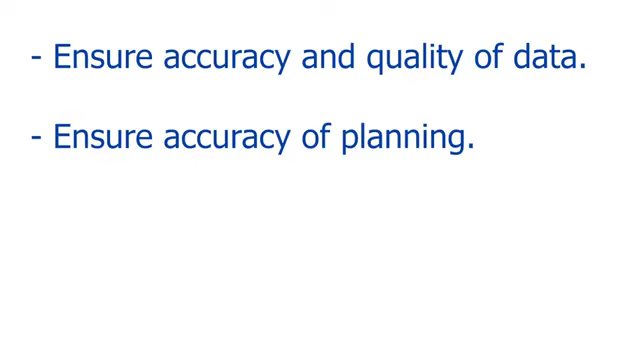 - Ensure accuracy and quality of data.
- Ensure accuracy of planning.